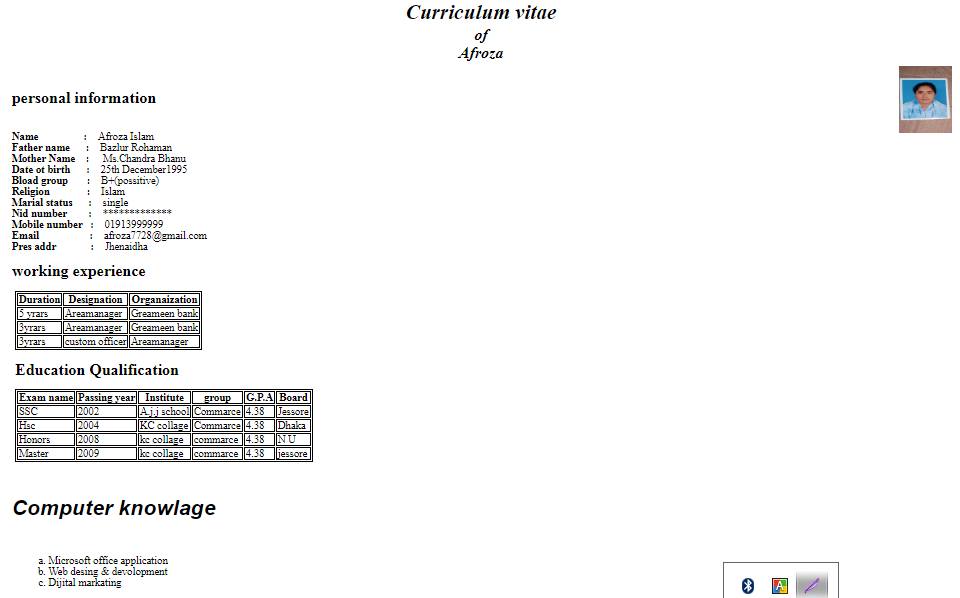 Curriculum vitae
of
Afroza
personal information
Name : Afroza Islam
Father name : Bazlur Rohaman
Mother Name : Ms.Chandra Bhanu
Date ot birth : 25th December1995
Bload group : B+(possitive)
Religion : Islam
Marial status : single
Nid number : *************
Mobile number : 01913999999
Email : afroza7728@gmail.com
Pres addr : Jhenaidha
working experience
Duration Designation Organaization
5 yrars Areamanager Greameen bank
3yrars Areamanager Greameen bank
3yrars custom officer Areamanager
Education Qualification
Exam name Passing year Institute group G.P.A Board
SSC 2002 A.j.j school Commarce 4.38 Jessore
Hsc 2004 KC collage Commarce 4.38 Dhaka
Honors 2008 kc collage commarce 4.38 N U
Master 2009 kc collage commarce 4.38 jessore
Computer knowlage
a. Microsoft office application
b. Web desing & devolopment
c. Dijital markating
A